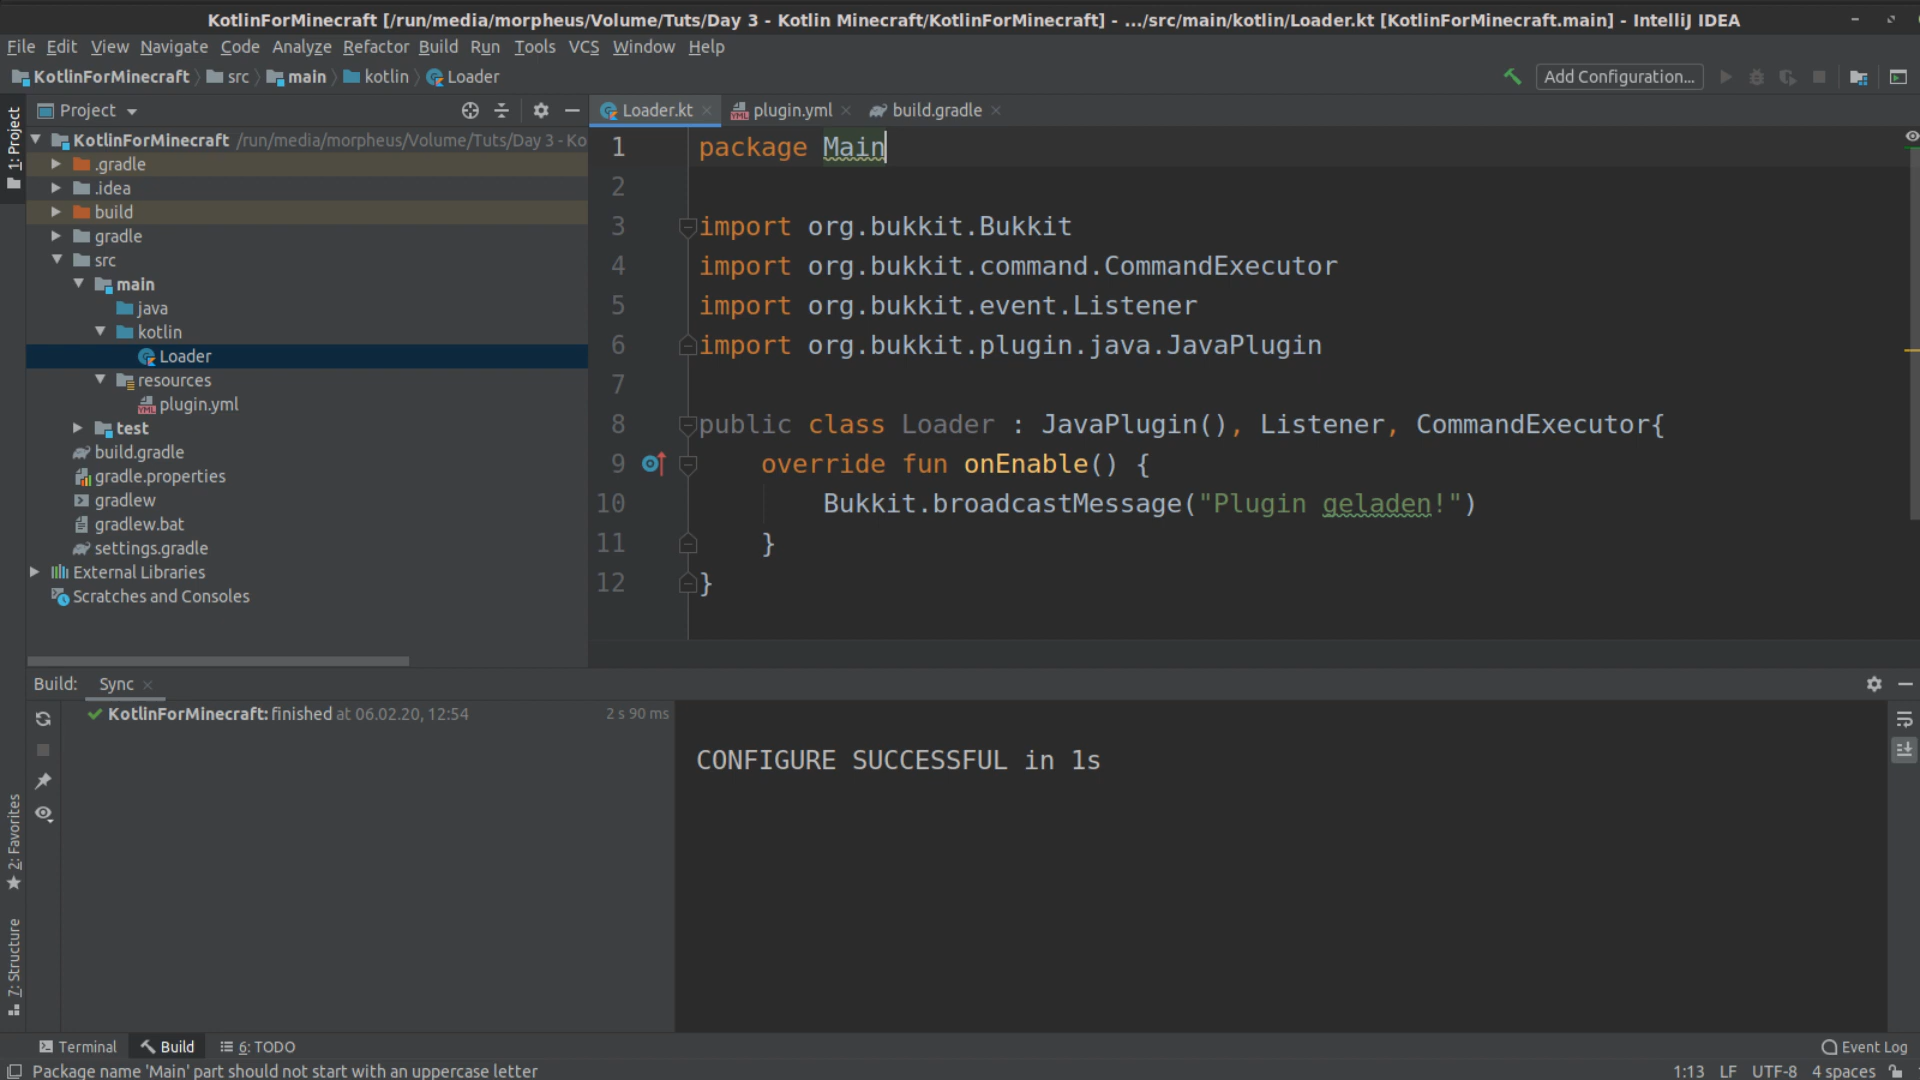 KotlinForMinecraft [/run/media/morpheus/Volume/Tuts/Day 3 - Kotlin Minecraft/KotlinForMinecraft] - .../src/main/kotlin/Loader.kt [KotlinForMinecraft.main] - IntelliJ IDEA
File Edit View Navigate Code Analyze Refactor Build Run Tools VCS Window Help
KotlinForMinecraft src main kotlin Loader
Add Configuration...
1: Project
Project
Loader.kt plugin.yml build.gradle
KotlinForMinecraft /run/media/morpheus/Volume/Tuts/Day 3 - Ko
.gradle
.idea
build
gradle
src
main
java
kotlin
Loader
resources
plugin.yml
test
build.gradle
gradle.properties
gradlew
gradlew.bat
settings.gradle
External Libraries
Scratches and Consoles
1 package Main
2
3 import org.bukkit.Bukkit
4 import org.bukkit.command.CommandExecutor
5 import org.bukkit.event.Listener
6 import org.bukkit.plugin.java.JavaPlugin
7
8 public class Loader : JavaPlugin(), Listener, CommandExecutor{
9 override fun onEnable() {
10 Bukkit.broadcastMessage("Plugin geladen!")
11 }
12 }
Build: Sync
KotlinForMinecraft: finished at 06.02.20, 12:54 2 s 90 ms
CONFIGURE SUCCESSFUL in 1s
2: Favorites
7: Structure
Terminal Build 6: TODO
Event Log
Package name 'Main' part should not start with an uppercase letter
1:13 LF UTF-8 4 spaces